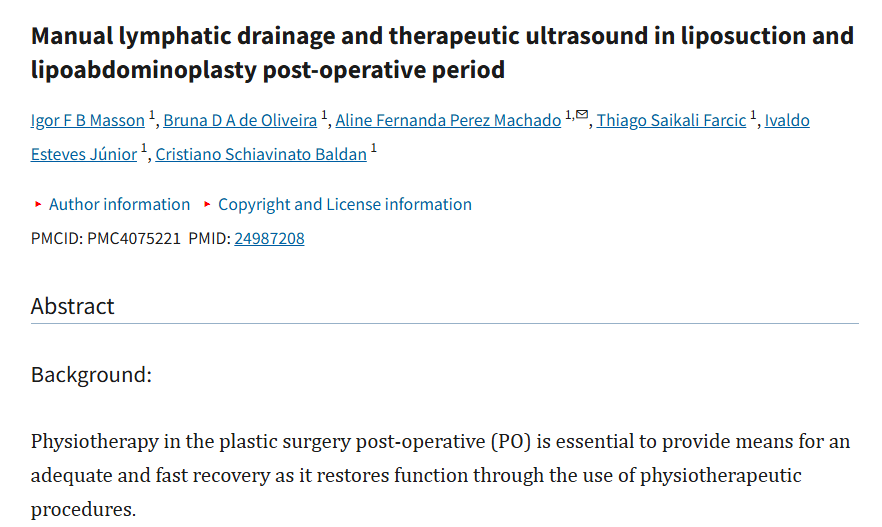 Manual lymphatic drainage and therapeutic ultrasound in liposuction and
lipoabdominoplasty post-operative period
Igor F B Masson 1, Bruna D A de Oliveira 1, Aline Fernanda Perez Machado 1,✉, Thiago Saikali Farcic 1, Ivaldo
Esteves Júnior 1, Cristiano Schiavinato Baldan 1
▸ Author information ▸ Copyright and License information
PMCID: PMC4075221 PMID: 24987208
Abstract
Background:
Physiotherapy in the plastic surgery post-operative (PO) is essential to provide means for an
adequate and fast recovery as it restores function through the use of physiotherapeutic
procedures.